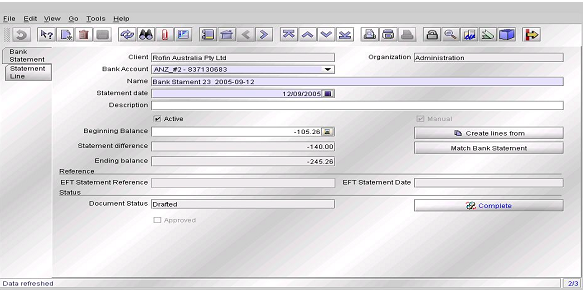 File Edit View Go Tools Help
Bank Statement
Statement Line
Client Rofin Australia Pty Ltd Organization Administration
Bank Account ANZ_#2 - 837130683
Name Bank Stament 23 2005-09-12
Statement date 12/09/2005
Description
Active Manual
Beginning Balance -105.26 Create lines from
Statement difference -140.00 Match Bank Statement
Ending balance -245.26
Reference
EFT Statement Reference EFT Statement Date
Status
Document Status Drafted Complete
Approved
Data refreshed 2/3